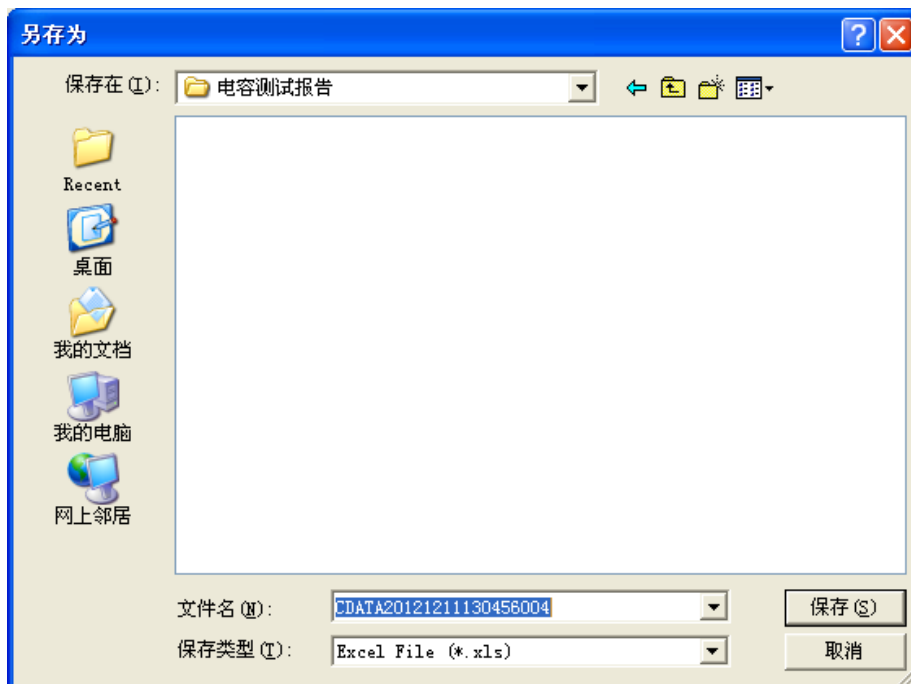 另存为
保存在(I):
电容测试报告
Recent
桌面
我的文档
我的电脑
网上邻居
文件名(N):
CDATA20121211130456004
保存(S)
保存类型(T):
Excel File (*.xls)
取消